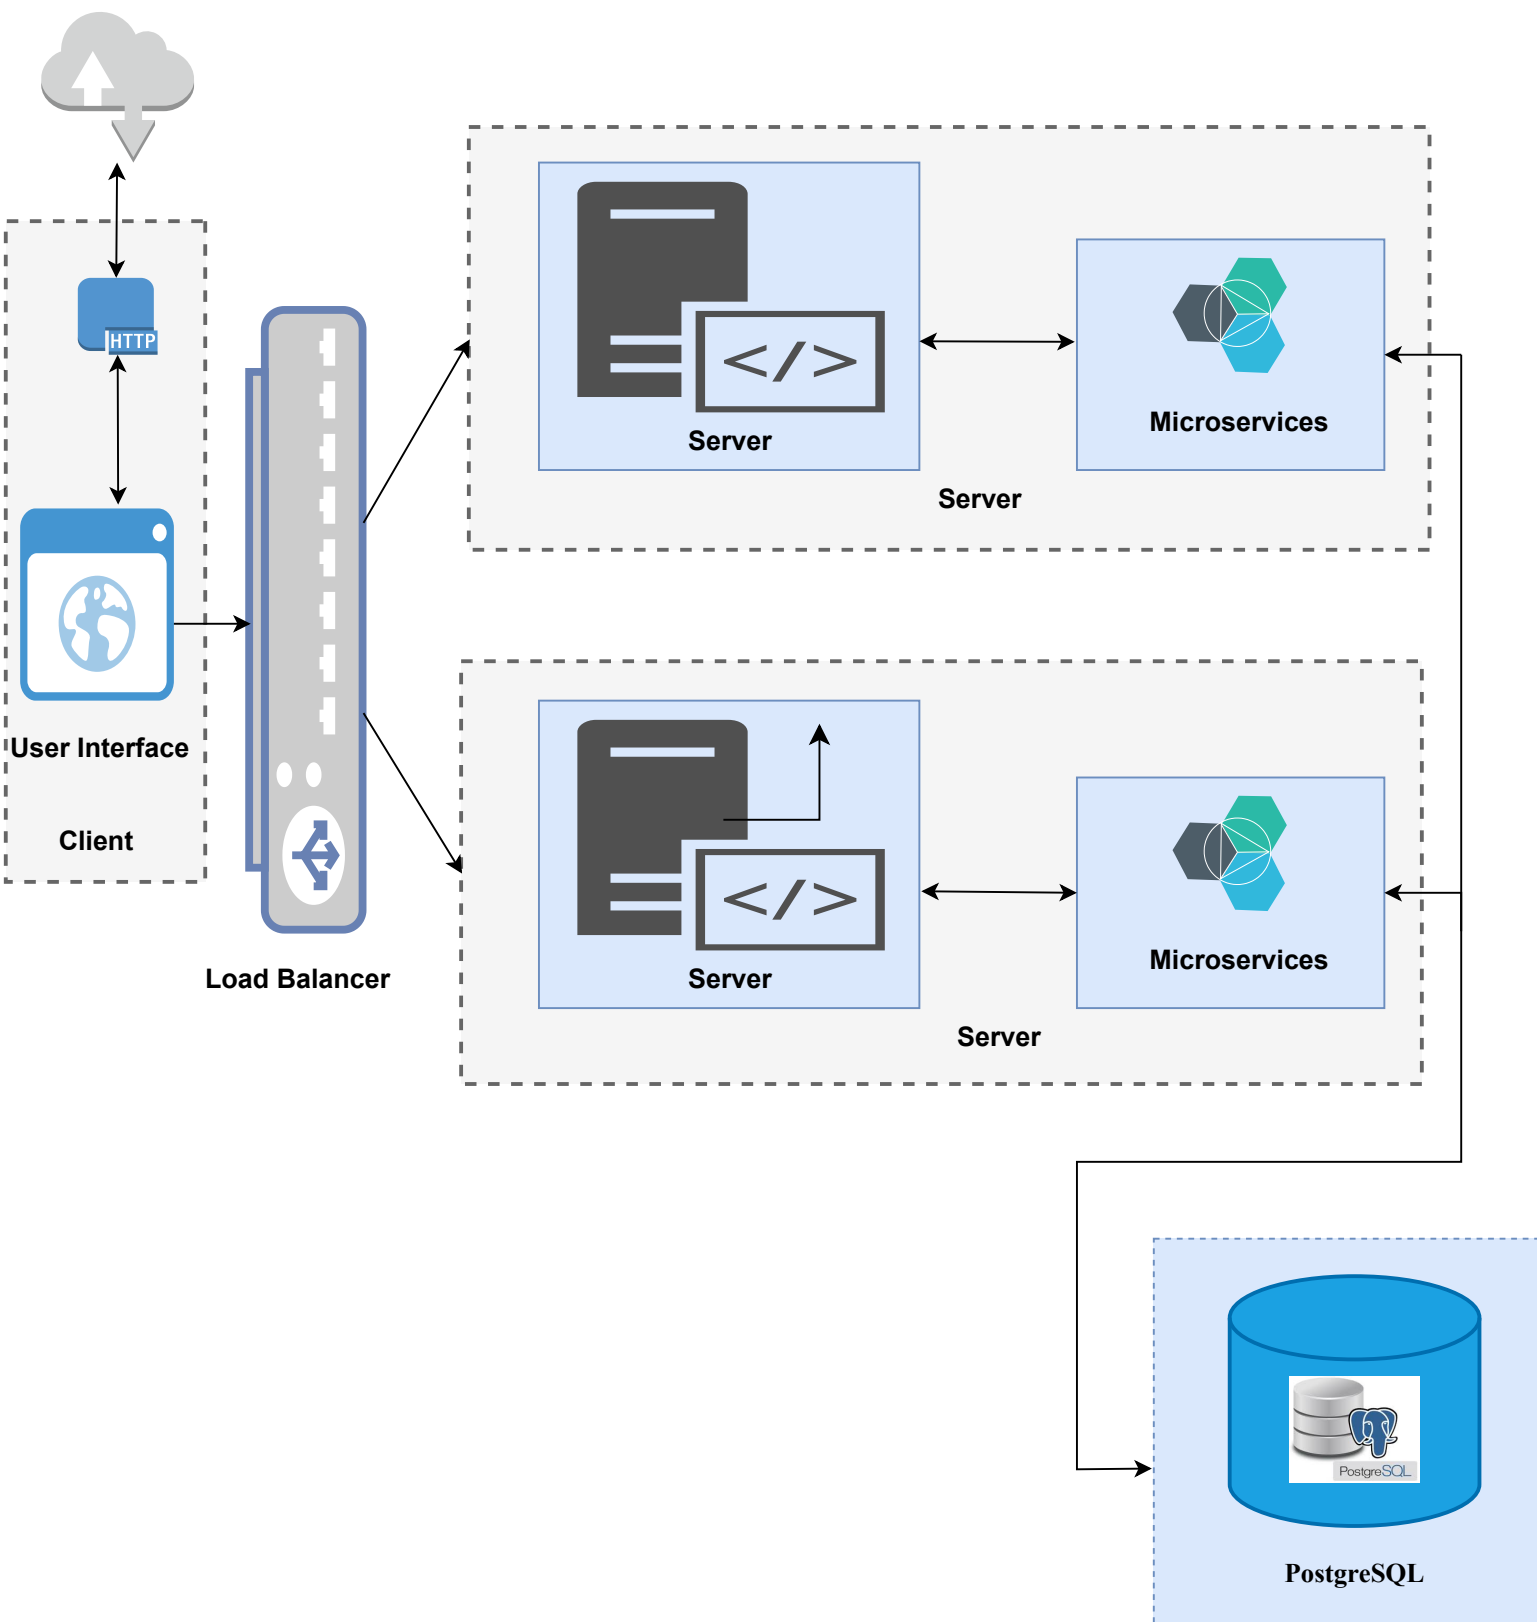 HTTP
User Interface
Client
Load Balancer
</>
Server
Microservices
Server
</>
Server
Microservices
Server
PostgreSQL
PostgreSQL